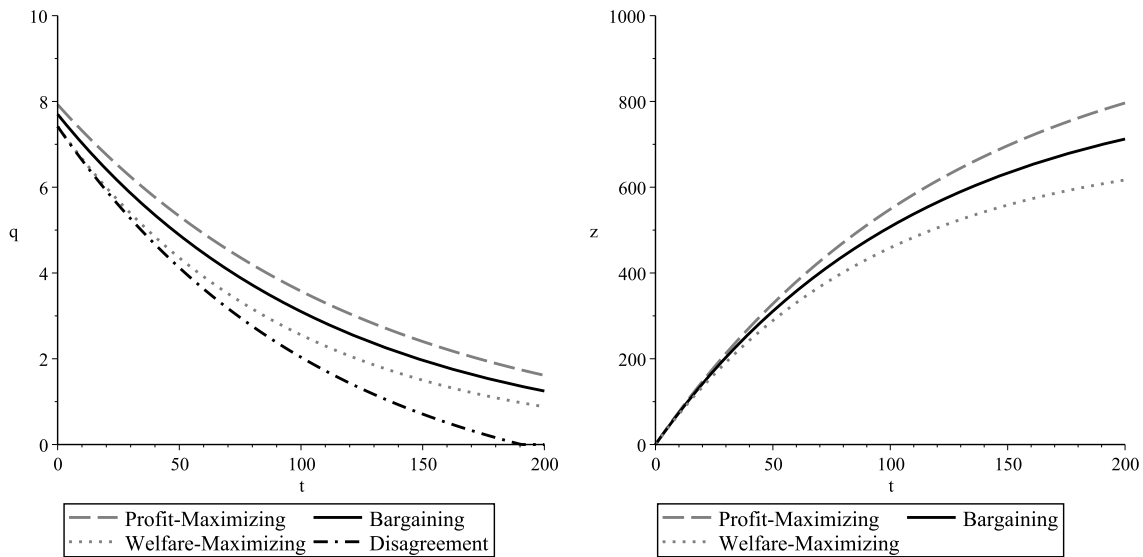 10
8
6
q
4
2
0
0 50 100 150 200
t
Profit-Maximizing Bargaining
Welfare-Maximizing Disagreement
1000
800
600
z
400
200
0
0 50 100 150 200
t
Profit-Maximizing Bargaining
Welfare-Maximizing